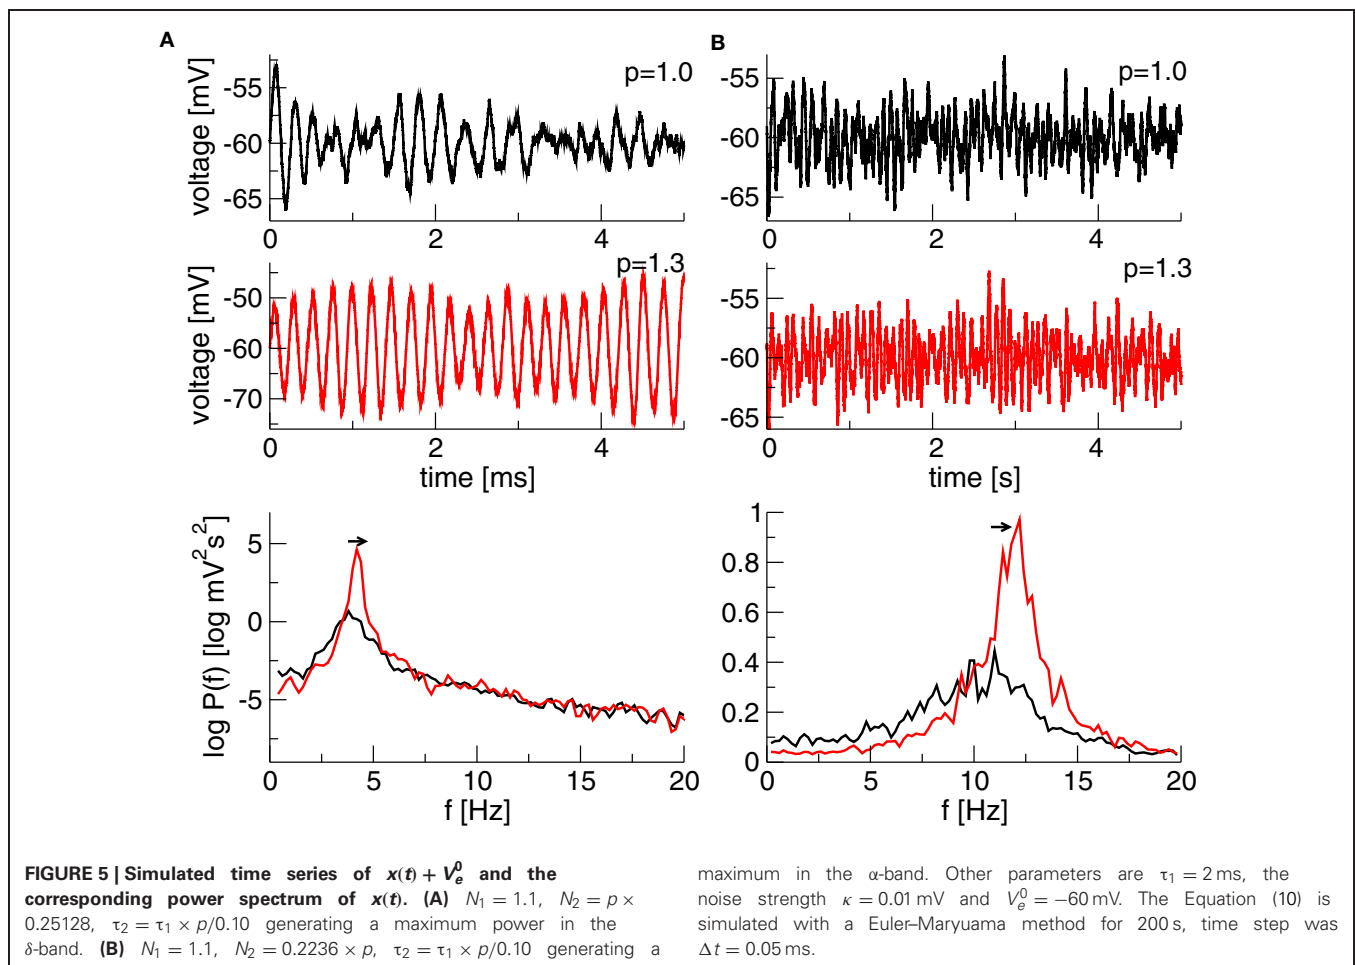 A
voltage [mV]
-55
-60
-65
p=1.0
0
2
4
voltage [mV]
-50
-60
-70
p=1.3
0
2
4
time [ms]
log P(f) [log mV²s²]
5
0
-5
0
5
10
15
20
f [Hz]
B
-55
-60
-65
p=1.0
0
2
4
-55
-60
-65
p=1.3
0
2
4
time [s]
1
0.8
0.6
0.4
0.2
0
0
5
10
15
20
f [Hz]
FIGURE 5 | Simulated time series of x(t) + V⁰ₑ and the
corresponding power spectrum of x(t). (A) N₁ = 1.1, N₂ = p ×
0.25128, τ₂ = τ₁ × p/0.10 generating a maximum power in the
δ-band. (B) N₁ = 1.1, N₂ = 0.2236 × p, τ₂ = τ₁ × p/0.10 generating a
maximum in the α-band. Other parameters are τ₁ = 2 ms, the
noise strength κ = 0.01 mV and V⁰ₑ = −60 mV. The Equation (10) is
simulated with a Euler–Maryuama method for 200 s, time step was
Δt = 0.05 ms.